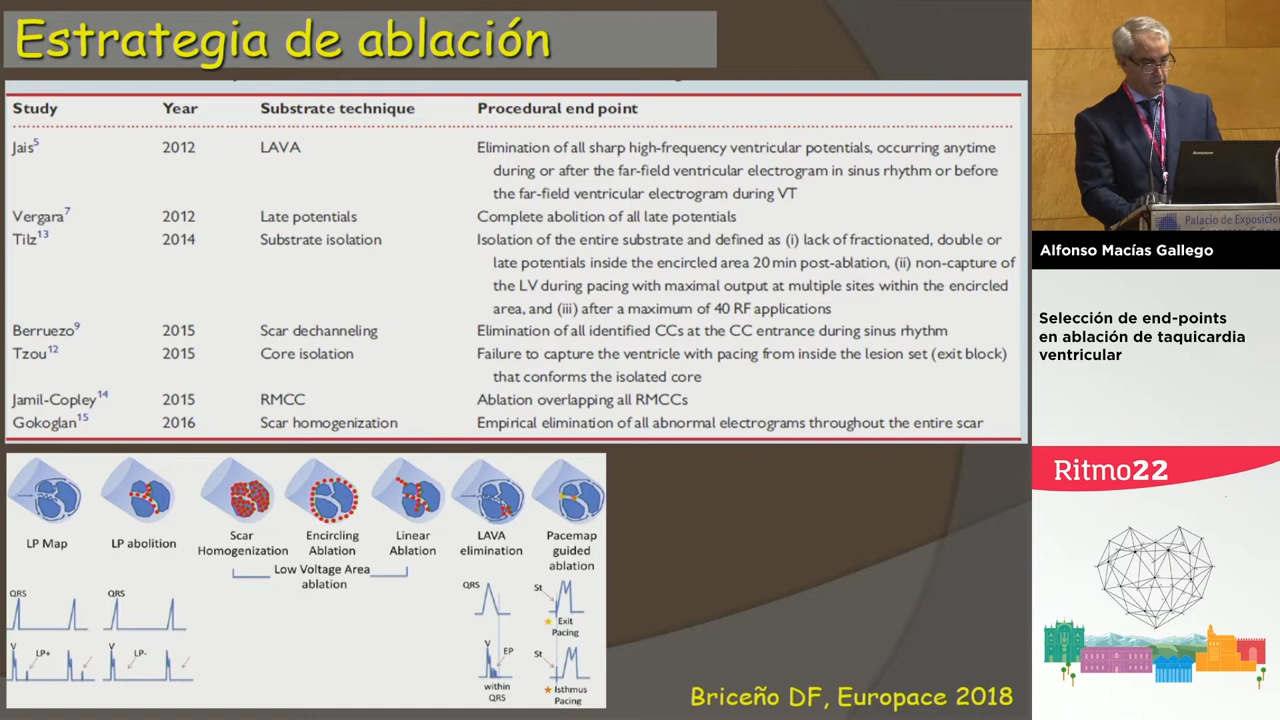 Estrategia de ablación
Study Year Substrate technique Procedural end point
Jais5 2012 LAVA Elimination of all sharp high-frequency ventricular potentials, occurring anytime
during or after the far-field ventricular electrogram in sinus rhythm or before
the far-field ventricular electrogram during VT
Vergara7 2012 Late potentials Complete abolition of all late potentials
Tilz13 2014 Substrate isolation Isolation of the entire substrate and defined as (i) lack of fractionated, double or
late potentials inside the encircled area 20 min post-ablation, (ii) non-capture of
the LV during pacing with maximal output at multiple sites within the encircled
area, and (iii) after a maximum of 40 RF applications
Berruezo9 2015 Scar dechanneling Elimination of all identified CCs at the CC entrance during sinus rhythm
Tzou12 2015 Core isolation Failure to capture the ventricle with pacing from inside the lesion set (exit block)
that conforms the isolated core
Jamil-Copley14 2015 RMCC Ablation overlapping all RMCCs
Gokoglan15 2016 Scar homogenization Empirical elimination of all abnormal electrograms throughout the entire scar
LP Map
LP abolition
Scar
Homogenization
Encircling
Ablation
Linear
Ablation
LAVA
elimination
Pacemap
guided
ablation
Low Voltage Area
ablation
QRS
QRS
QRS
St
Exit
Pacing
V
LP+
V
LP-
V
EP
within
QRS
St
Isthmus
Pacing
Briceño DF, Europace 2018
lenovo
Palacio de Exposicion
Alfonso Macías Gallego
Selección de end-points
en ablación de taquicardia
ventricular
Ritmo22